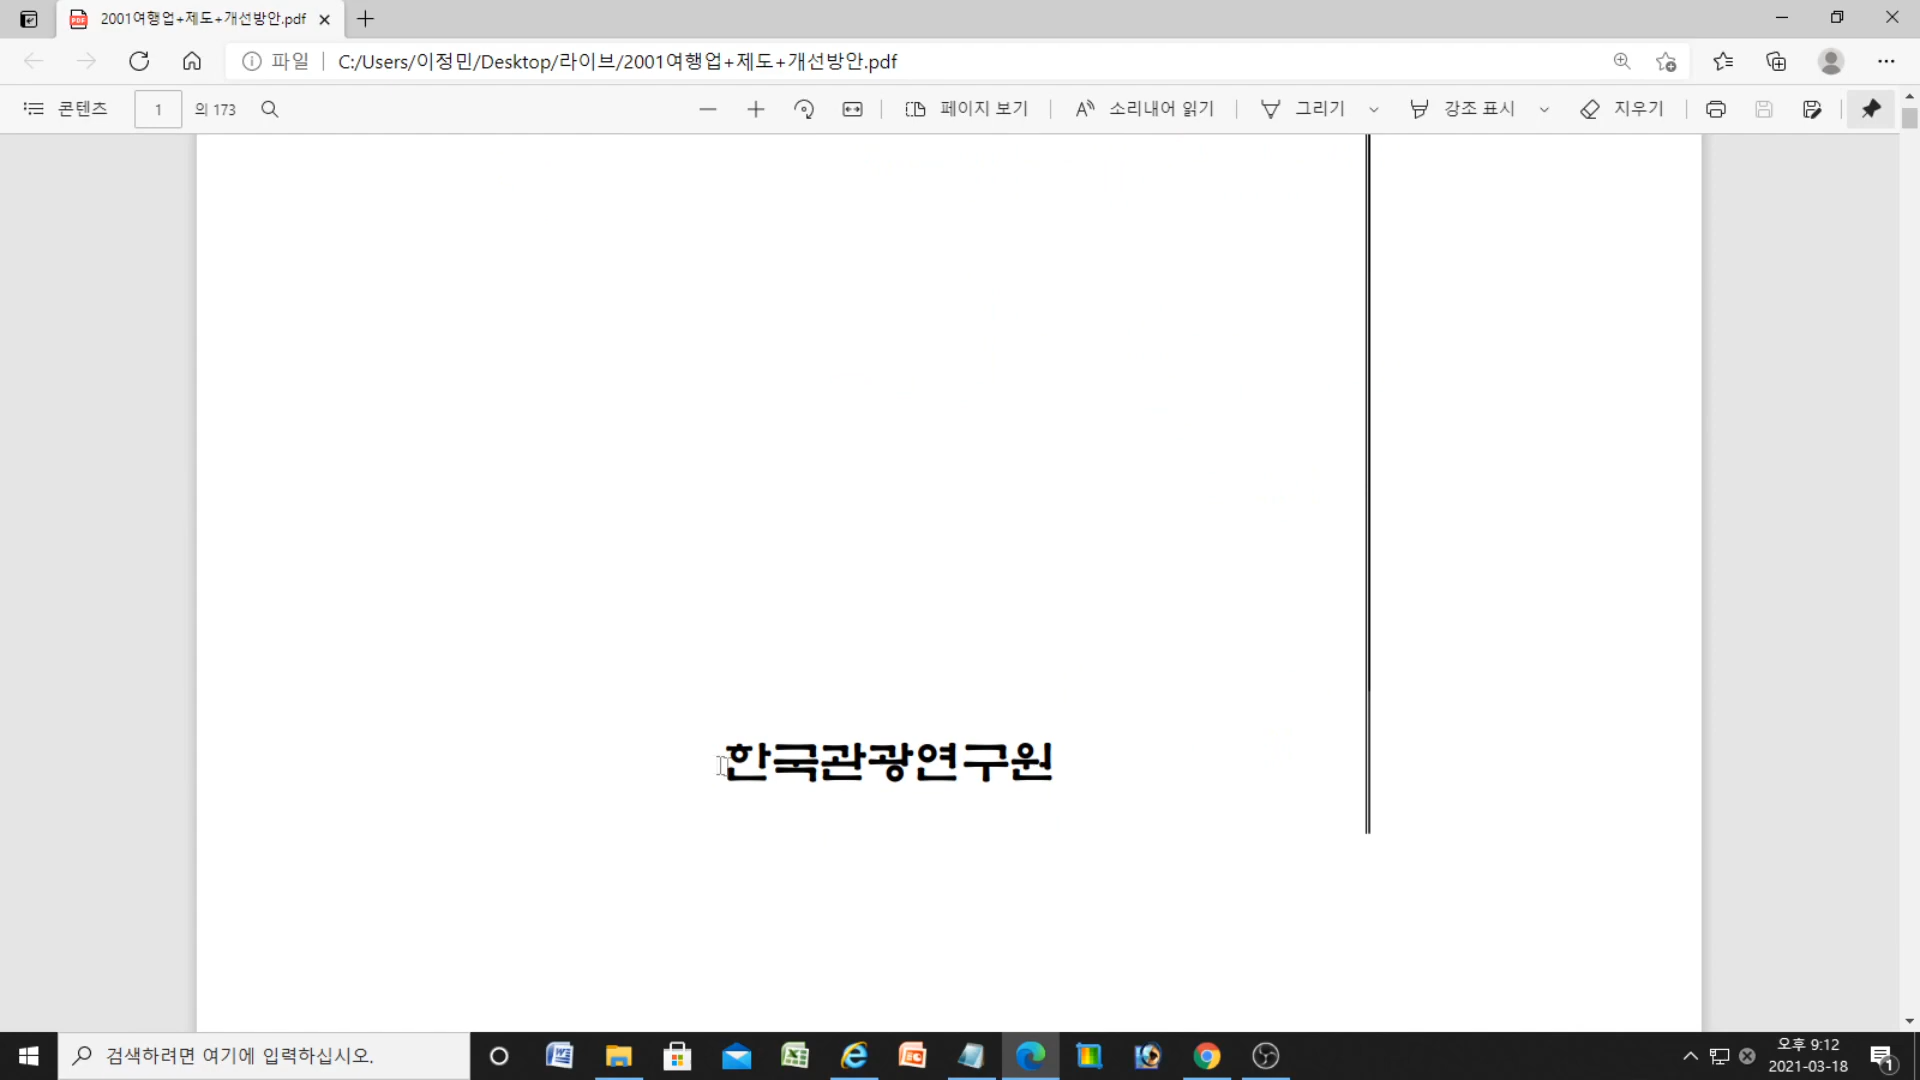 2001여행업+제도+개선방안.pdf
파일 C:/Users/이정민/Desktop/라이브/2001여행업+제도+개선방안.pdf
콘텐츠 1 의 173 페이지 보기 소리내어 읽기 그리기 강조 표시 지우기
한국관광연구원
검색하려면 여기에 입력하십시오.
오후 9:12
2021-03-18
1